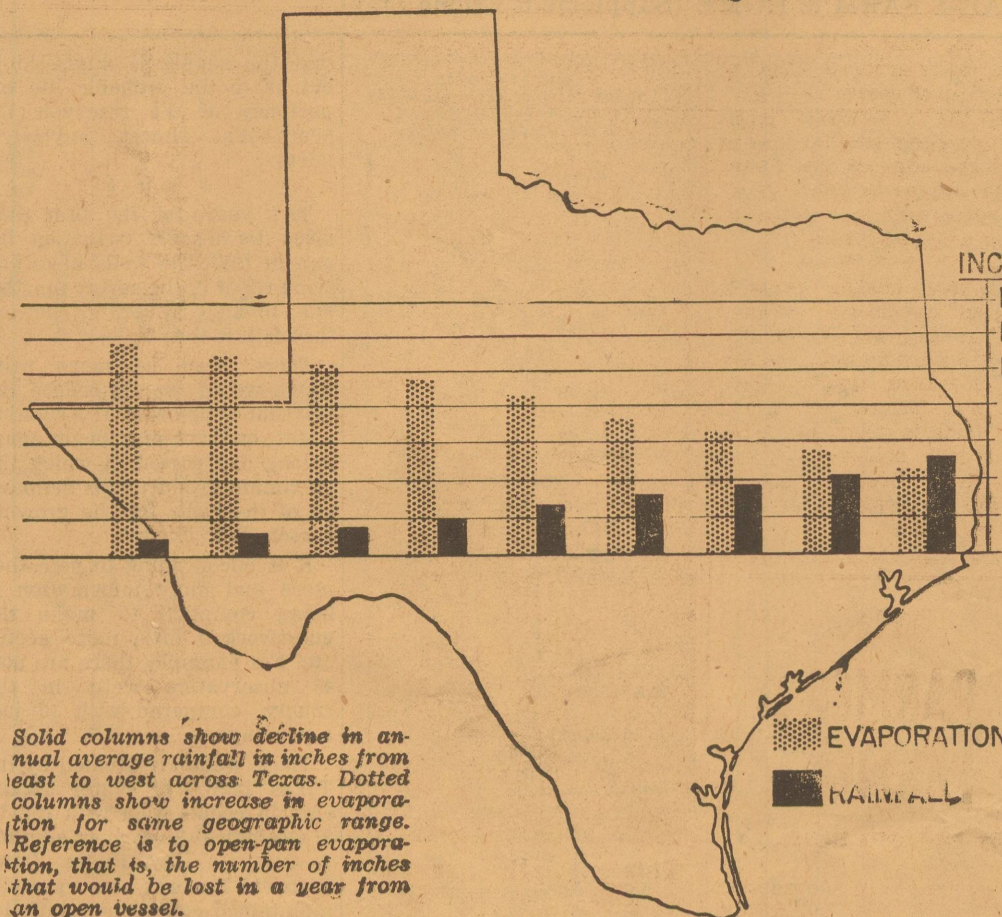 INC
EVAPORATION
RAINFALL
Solid columns show decline in an-
nual average rainfall in inches from
east to west across Texas. Dotted
columns show increase in evapora-
tion for same geographic range.
Reference is to open-pan evapora-
tion, that is, the number of inches
that would be lost in a year from
an open vessel.